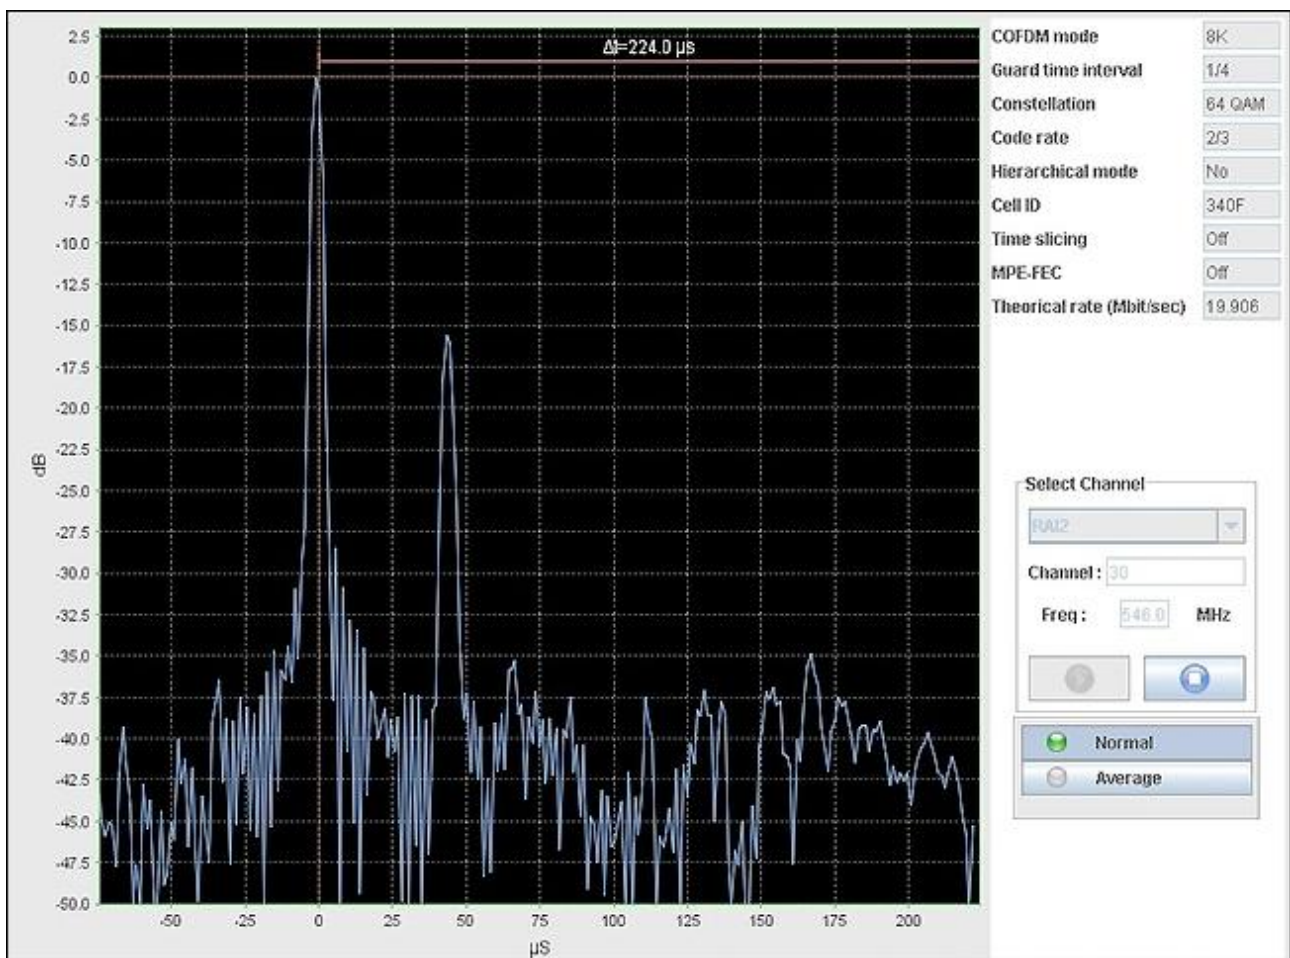 Δt=224.0 µs
2.5
0.0
-2.5
-5.0
-7.5
-10.0
-12.5
-15.0
-17.5
-20.0
-22.5
-25.0
-27.5
-30.0
-32.5
-35.0
-37.5
-40.0
-42.5
-45.0
-47.5
-50.0
dB
-50 -25 0 25 50 75 100 125 150 175 200
µS
COFDM mode 8K
Guard time interval 1/4
Constellation 64 QAM
Code rate 2/3
Hierarchical mode No
Cell ID 340F
Time slicing Off
MPE-FEC Off
Theorical rate (Mbit/sec) 19.906
Select Channel
RAI2
Channel : 30
Freq : 546.0 MHz
Normal
Average